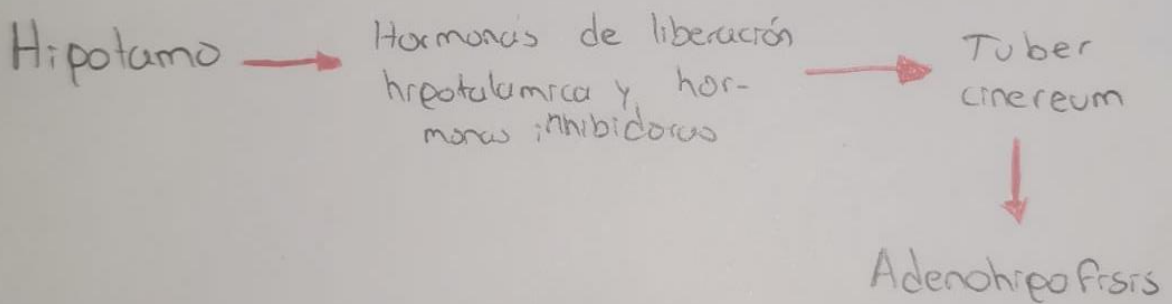 Hipotamo
Hormonas de liberación
hipotalamica y hor-
monas inhibidoras
Tuber
cinereum
Adenohipofisis